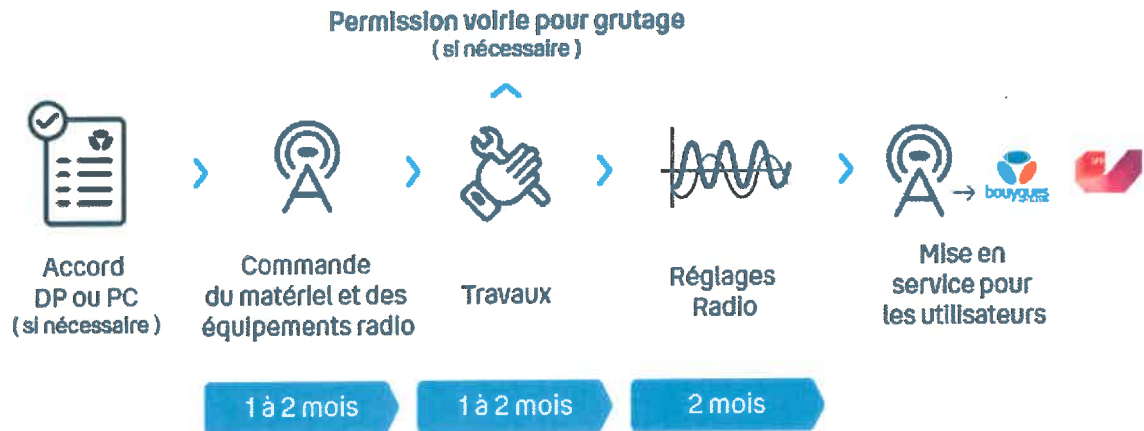 Permission voirie pour grutage
( si nécessaire )
Accord
DP ou PC
( si nécessaire )
Commande
du matériel et des
équipements radio
Travaux
Réglages
Radio
bouygues
SFR
Mise en
service pour
les utilisateurs
1 à 2 mois
1 à 2 mois
2 mois